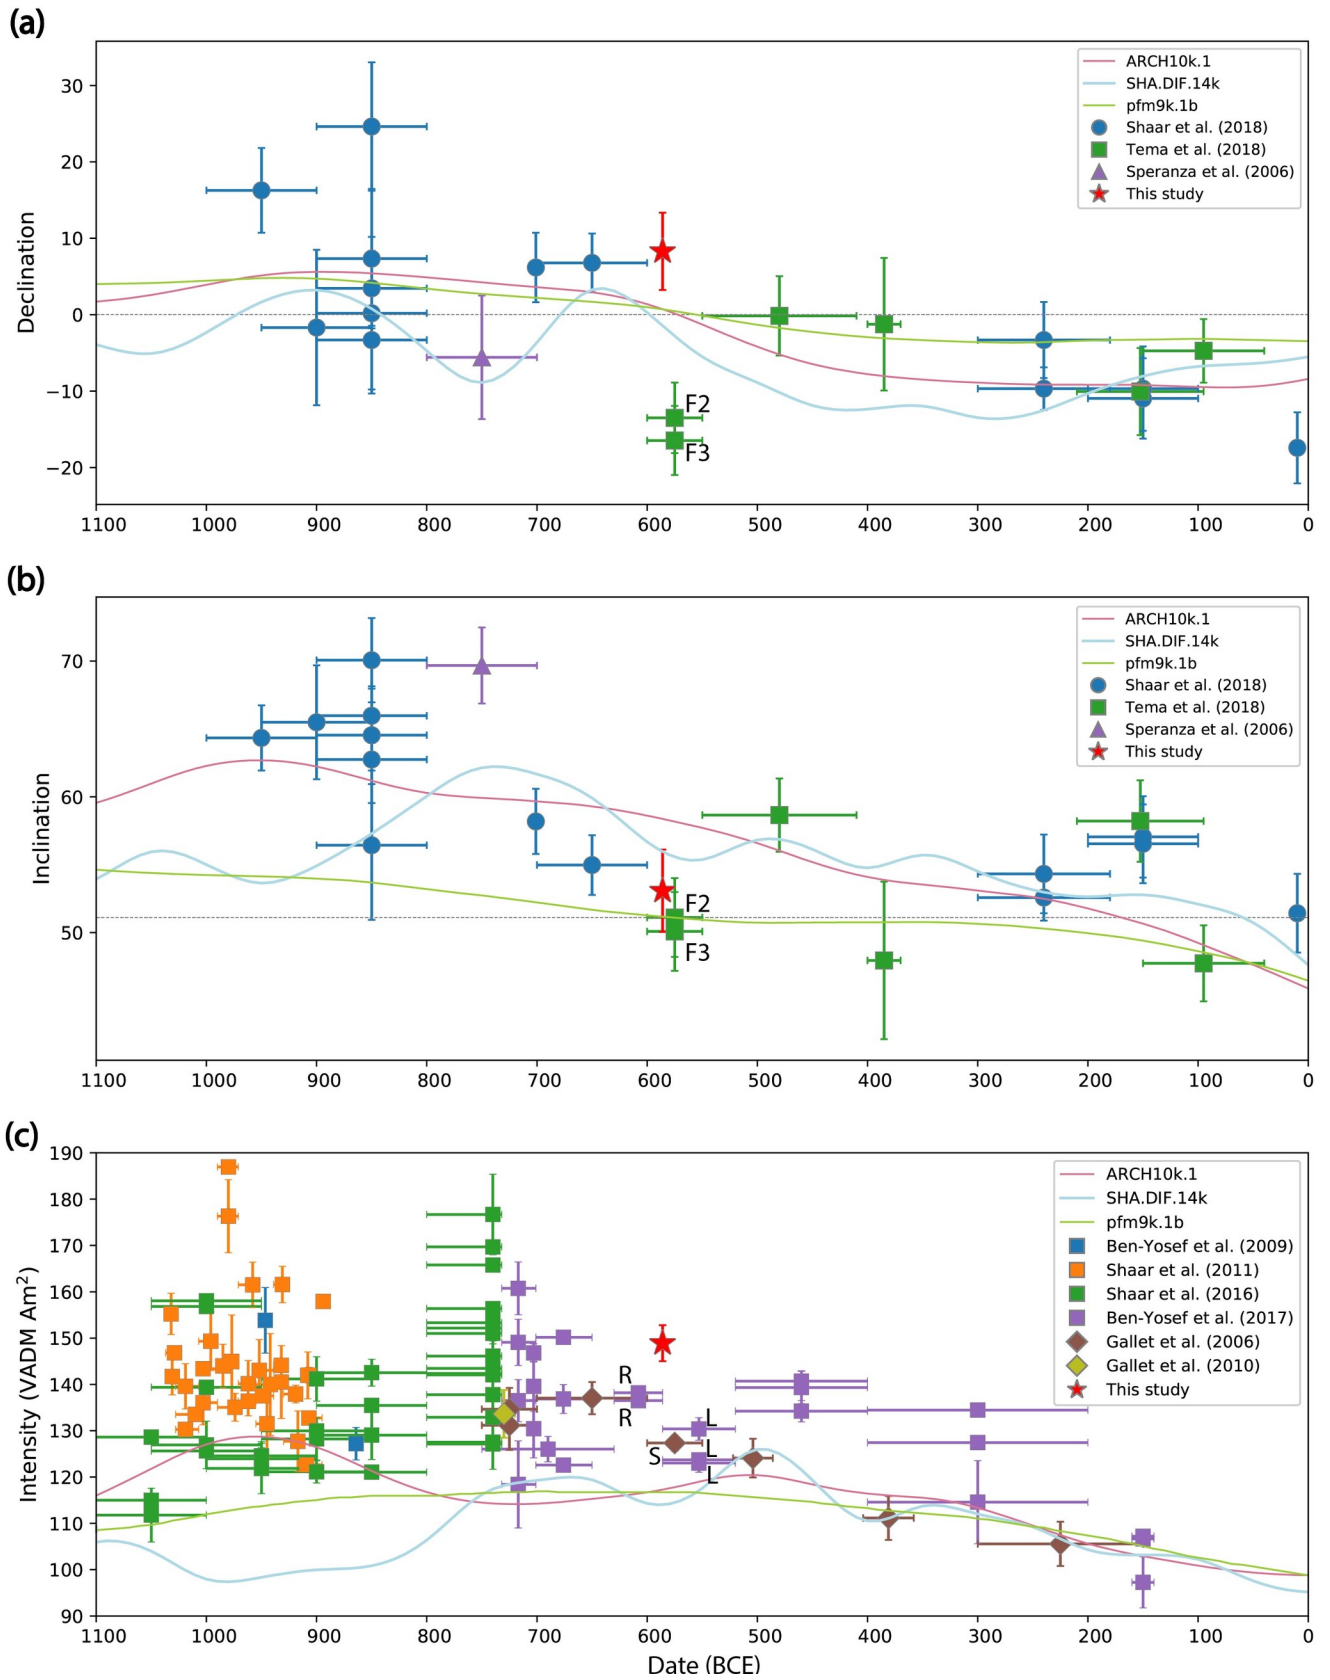 (a)
30
20
10
0
−10
−20
Declination
ARCH10k.1
SHA.DIF.14k
pfm9k.1b
Shaar et al. (2018)
Tema et al. (2018)
Speranza et al. (2006)
This study
F2
F3
1100 1000 900 800 700 600 500 400 300 200 100 0
(b)
70
60
50
Inclination
ARCH10k.1
SHA.DIF.14k
pfm9k.1b
Shaar et al. (2018)
Tema et al. (2018)
Speranza et al. (2006)
This study
F2
F3
1100 1000 900 800 700 600 500 400 300 200 100 0
(c)
190
180
170
160
150
140
130
120
110
100
90
Intensity (VADM Am²)
ARCH10k.1
SHA.DIF.14k
pfm9k.1b
Ben-Yosef et al. (2009)
Shaar et al. (2011)
Shaar et al. (2016)
Ben-Yosef et al. (2017)
Gallet et al. (2006)
Gallet et al. (2010)
This study
R
R
L
S L
L
1100 1000 900 800 700 600 500 400 300 200 100 0
Date (BCE)